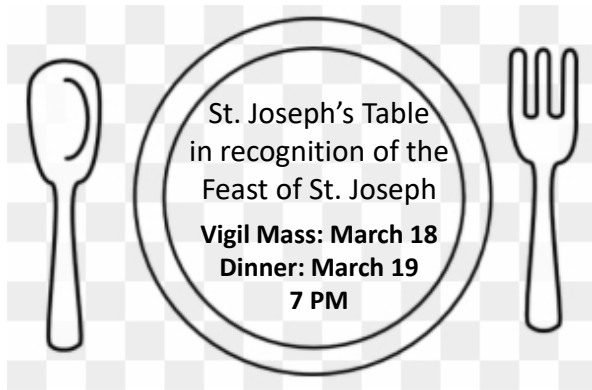 St. Joseph’s Table
in recognition of the
Feast of St. Joseph
Vigil Mass: March 18
Dinner: March 19
7 PM